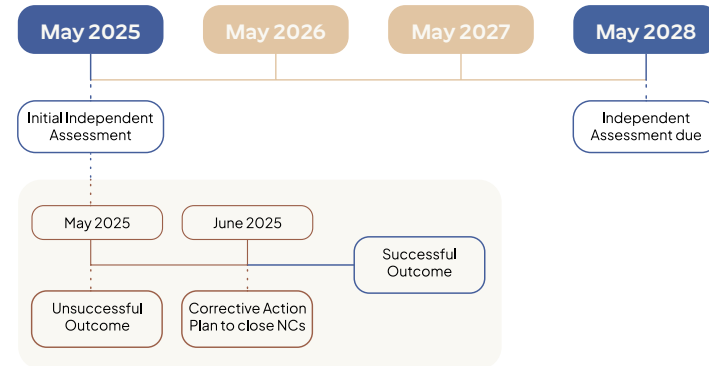 May 2025
May 2026
May 2027
May 2028
Initial Independent
Assessment
Independent
Assessment due
May 2025
June 2025
Successful
Outcome
Unsuccessful
Outcome
Corrective Action
Plan to close NCs